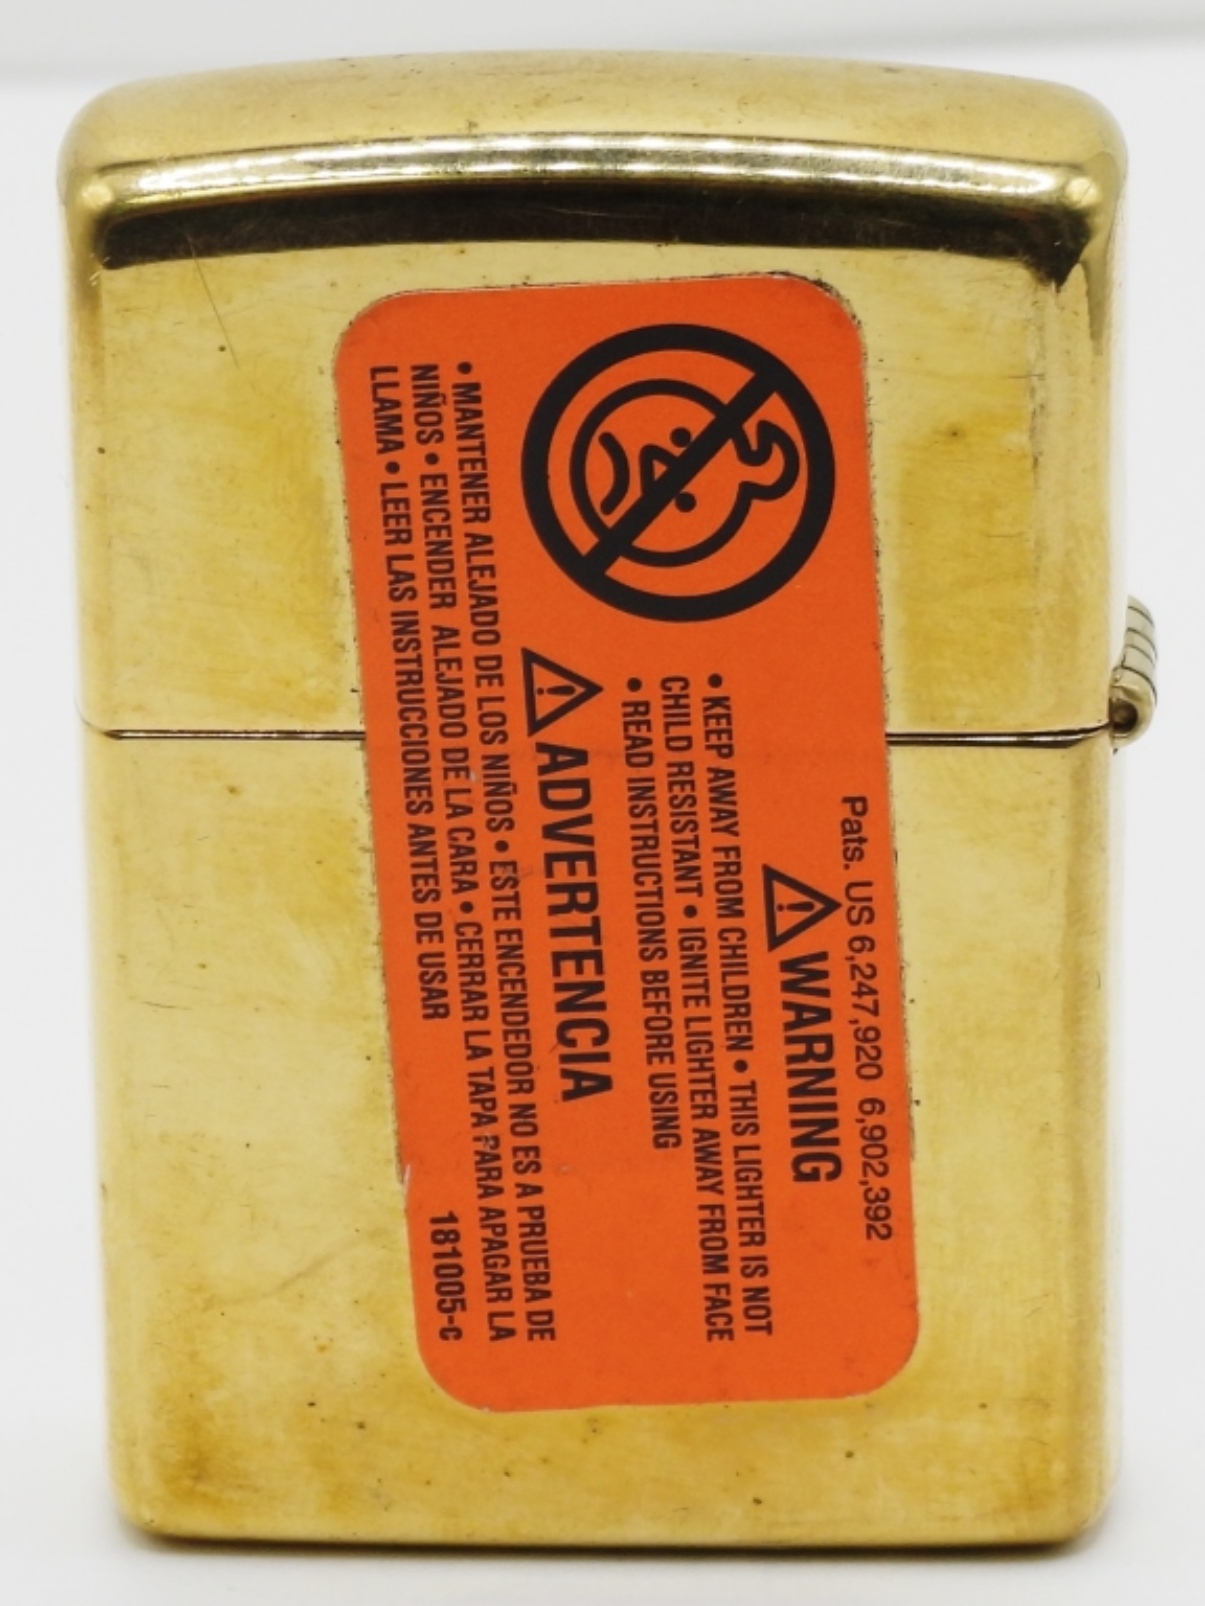 Pats. US 6,247,920 6,902,392
WARNING
• KEEP AWAY FROM CHILDREN • THIS LIGHTER IS NOT
CHILD RESISTANT • IGNITE LIGHTER AWAY FROM FACE
• READ INSTRUCTIONS BEFORE USING
ADVERTENCIA
• MANTENER ALEJADO DE LOS NIÑOS • ESTE ENCENDEDOR NO ES A PRUEBA DE
NIÑOS • ENCENDER ALEJADO DE LA CARA • CERRAR LA TAPA PARA APAGAR LA
LLAMA • LEER LAS INSTRUCCIONES ANTES DE USAR
181005-c